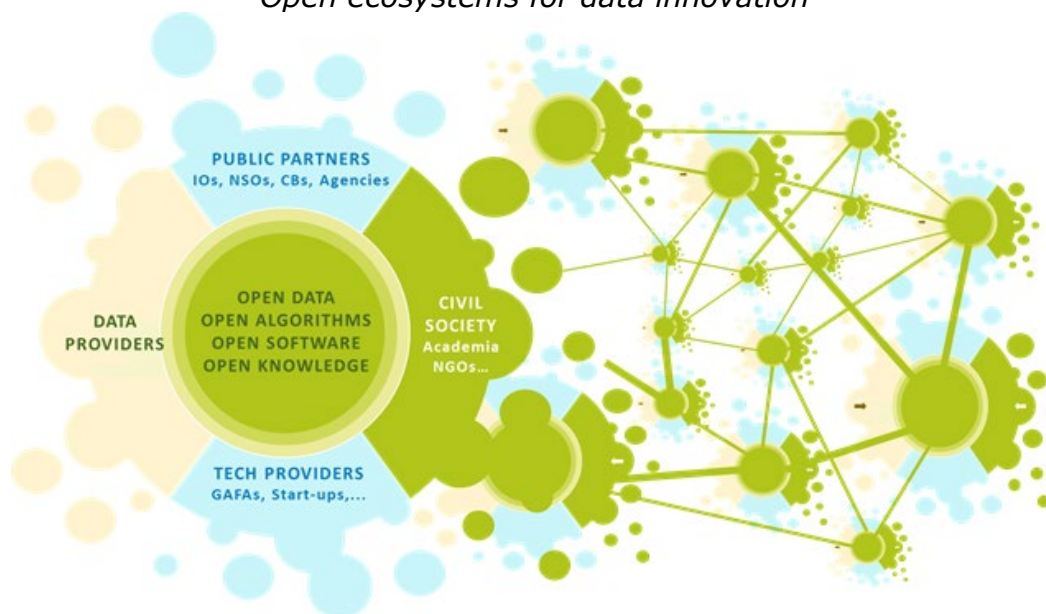 Open ecosystems for data innovation
PUBLIC PARTNERS
IOs, NSOs, CBs, Agencies
OPEN DATA
OPEN ALGORITHMS
OPEN SOFTWARE
OPEN KNOWLEDGE
DATA
PROVIDERS
CIVIL
SOCIETY
Academia
NGOs...
TECH PROVIDERS
GAFAs, Start-ups,...